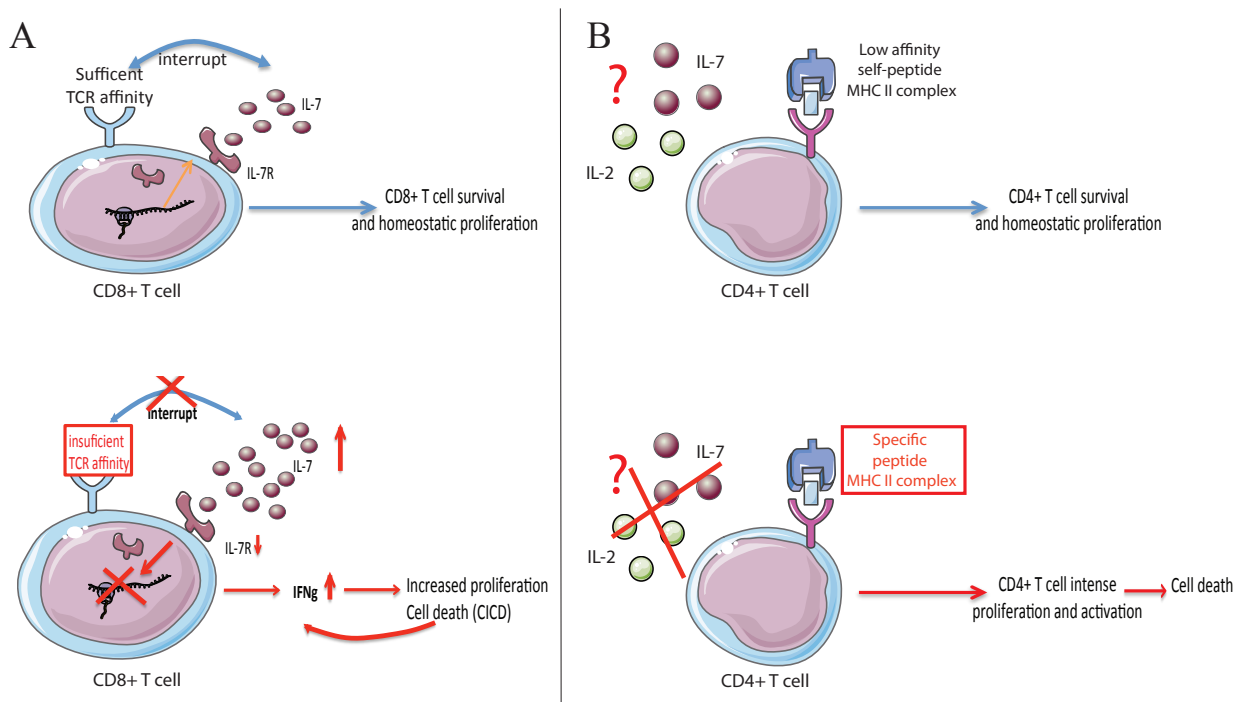 A
interrupt
Sufficent
TCR affinity
IL-7
IL-7R
CD8+ T cell survival
and homeostatic proliferation
CD8+ T cell
interrupt
insuficient
TCR affinity
IL-7
IL-7R
IFNg
Increased proliferation
Cell death (CICD)
CD8+ T cell
B
IL-7
?
IL-2
Low affinity
self-peptide
MHC II complex
CD4+ T cell survival
and homeostatic proliferation
CD4+ T cell
IL-7
?
IL-2
Specific
peptide
MHC II complex
CD4+ T cell intense
proliferation and activation
Cell death
CD4+ T cell